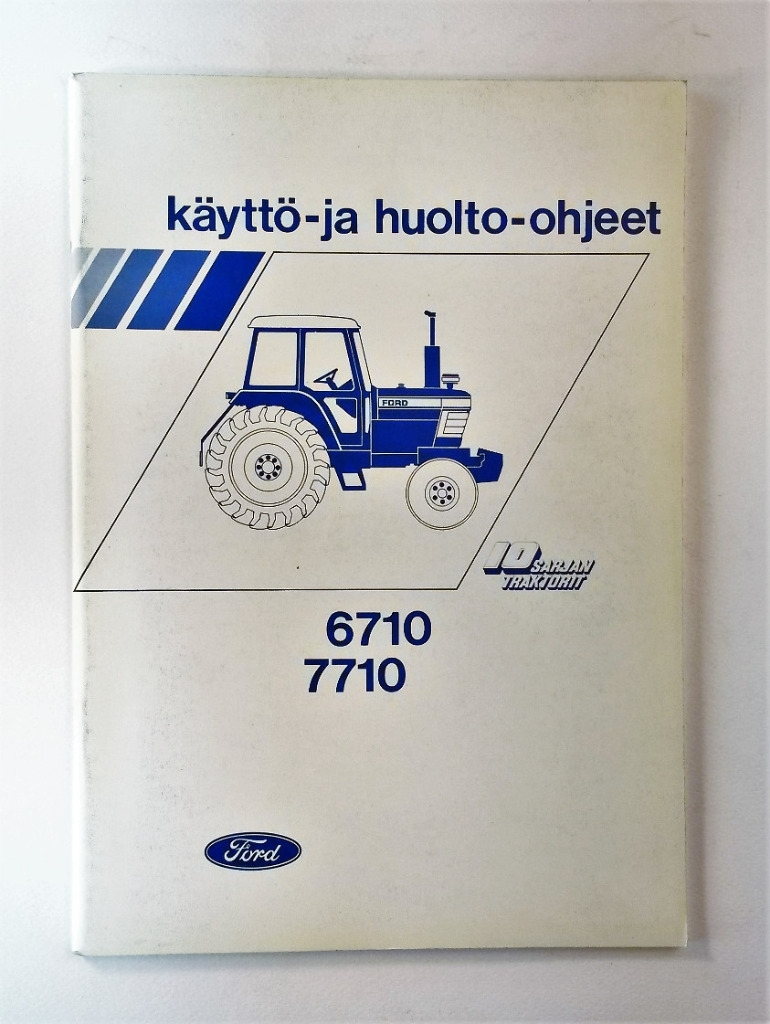 käyttö-ja huolto-ohjeet
FORD
10 SARJAN
TRAKTORIT
6710
7710
Ford